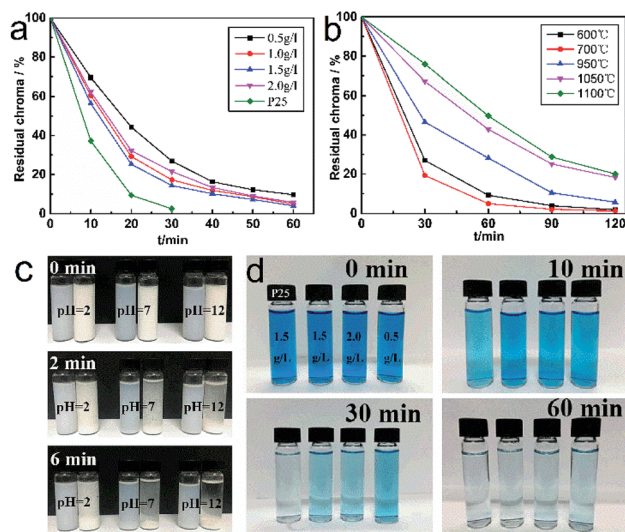 a
Residual chroma / %
100
80
60
40
20
0
0 10 20 30 40 50 60
t/min
0.5g/l
1.0g/l
1.5g/l
2.0g/l
P25
b
Residual chroma / %
100
80
60
40
20
0
0 30 60 90 120
t/min
600℃
700℃
950℃
1050℃
1100℃
c
0 min
pH=2 pH=7 pH=12
2 min
pH=2 pH=7 pH=12
6 min
pH=2 pH=7 pH=12
d
0 min
P25
1.5 1.5 2.0 0.5
g/L g/L g/L g/L
10 min
30 min
60 min